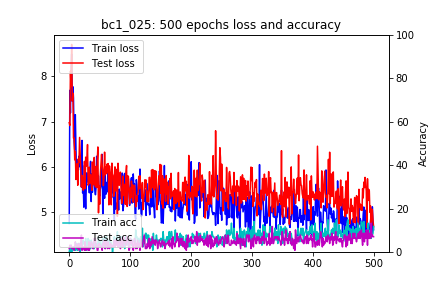 bc1_025: 500 epochs loss and accuracy
Train loss
Test loss
Train acc
Test acc
Loss
8
7
6
5
Accuracy
100
80
60
40
20
0
0
100
200
300
400
500